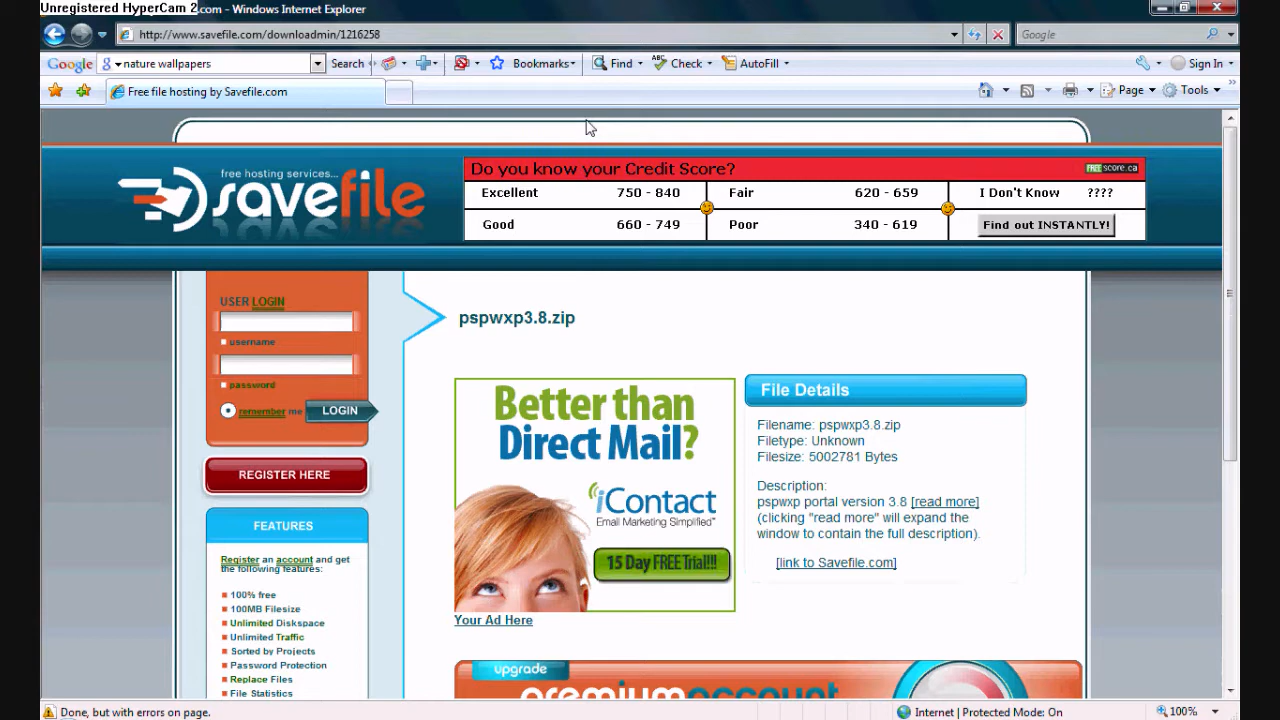 Unregistered HyperCam 2
.com - Windows Internet Explorer
http://www.savefile.com/downloadmin/1216258
Google
Google
nature wallpapers
Search
Bookmarks
Find
ABC
Check
AutoFill
Sign In
Free file hosting by Savefile.com
Page
Tools
free hosting services...
savefile
Do you know your Credit Score?
FREE score.ca
Excellent 750 - 840 Fair 620 - 659 I Don't Know ????
Good 660 - 749 Poor 340 - 619 Find out INSTANTLY!
USER LOGIN
username
password
remember me
LOGIN
REGISTER HERE
FEATURES
Register an account and get
the following features:
100% free
100MB Filesize
Unlimited Diskspace
Unlimited Traffic
Sorted by Projects
Password Protection
Replace Files
File Statistics
pspwxp3.8.zip
Better than
Direct Mail?
iContact
Email Marketing Simplified
15 Day FREE Trial!!!
Your Ad Here
File Details
Filename: pspwxp3.8.zip
Filetype: Unknown
Filesize: 5002781 Bytes
Description:
pspwxp portal version 3.8 [read more]
(clicking "read more" will expand the
window to contain the full description).
[link to Savefile.com]
upgrade
premiumaccount
Done, but with errors on page.
Internet | Protected Mode: On
100%